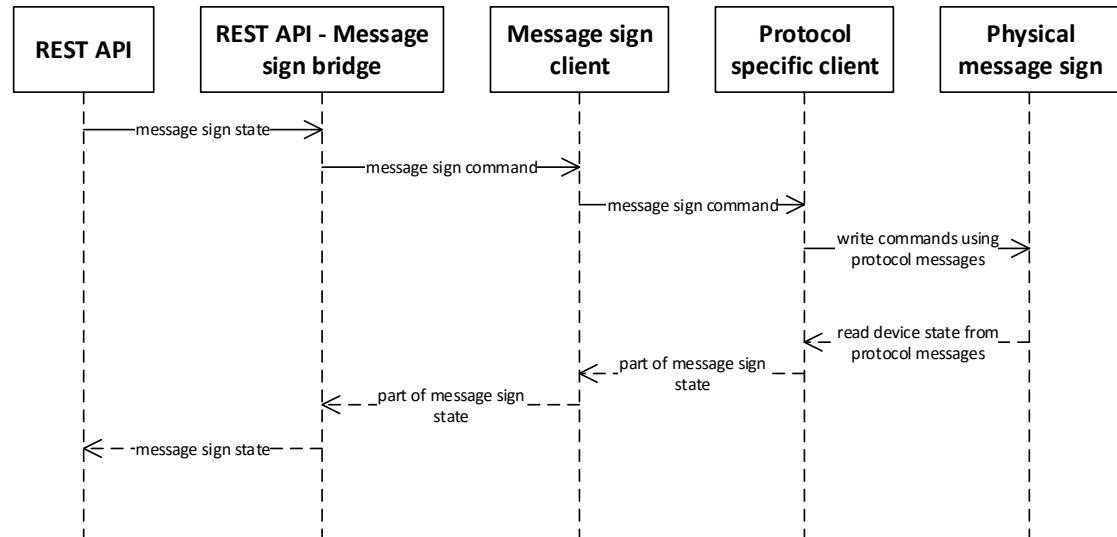 REST API
REST API - Message
sign bridge
Message sign
client
Protocol
specific client
Physical
message sign
message sign state
message sign command
message sign command
write commands using
protocol messages
read device state from
protocol messages
part of message sign
state
part of message sign
state
message sign state